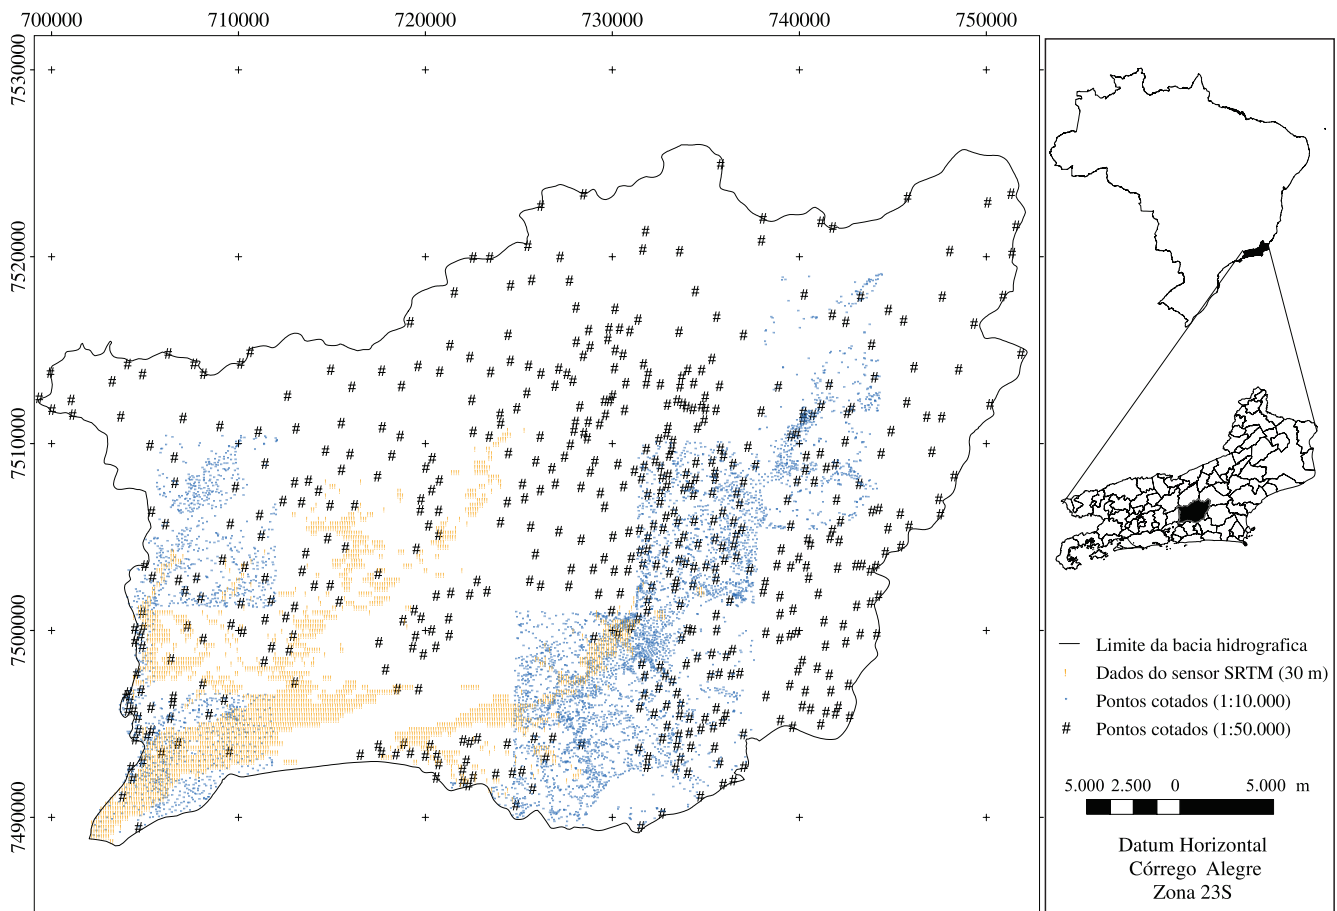 700000 710000 720000 730000 740000 750000
7530000
7520000
7510000
7500000
7490000
Limite da bacia hidrografica
Dados do sensor SRTM (30 m)
Pontos cotados (1:10.000)
# Pontos cotados (1:50.000)
5.000 2.500 0 5.000 m
Datum Horizontal
Córrego Alegre
Zona 23S